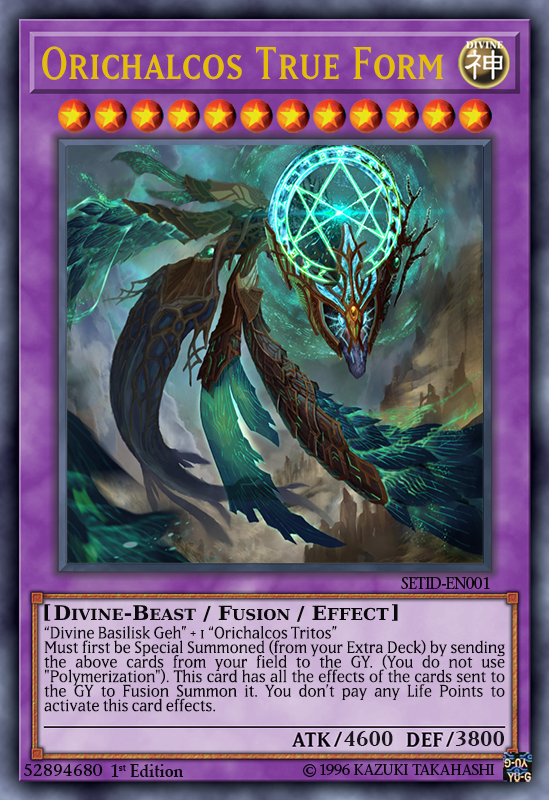 Orichalcos True Form
DIVINE
神
SETID-EN001
[Divine-Beast / Fusion / Effect]
"Divine Basilisk Geh" + 1 "Orichalcos Tritos"
Must first be Special Summoned (from your Extra Deck) by sending
the above cards from your field to the GY. (You do not use
"Polymerization"). This card has all the effects of the cards sent to
the GY to Fusion Summon it. You don't pay any Life Points to
activate this card effects.
ATK/4600 DEF/3800
52894680 1st Edition ©1996 KAZUKI TAKAHASHI
YU-G
YU-G